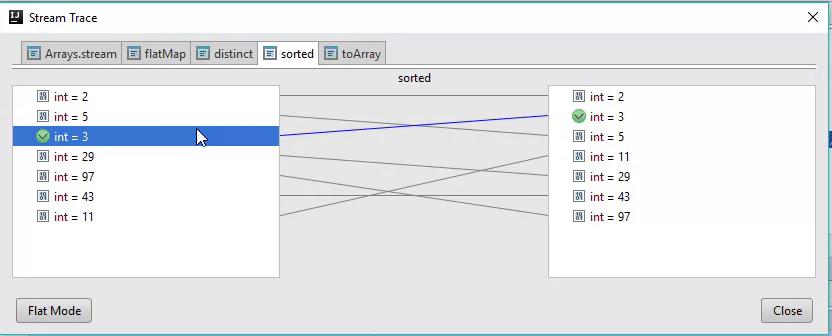 Stream Trace
Arrays.stream flatMap distinct sorted toArray
sorted
int = 2
int = 5
int = 3
int = 29
int = 97
int = 43
int = 11
int = 2
int = 3
int = 5
int = 11
int = 29
int = 43
int = 97
Flat Mode
Close